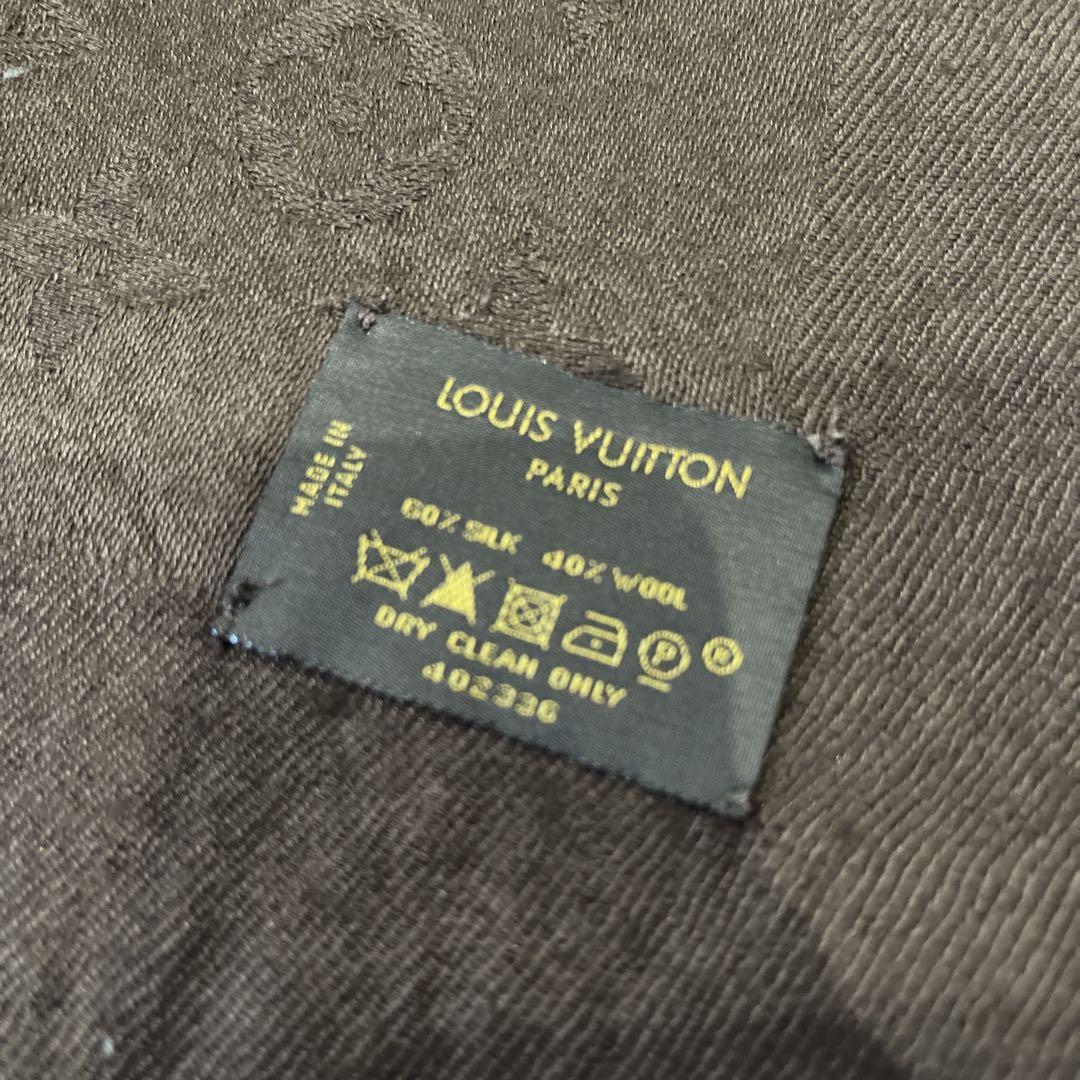 LOUIS VUITTON
PARIS
MADE IN
ITALY
60% SILK 40% WOOL
P
DRY CLEAN ONLY
402336